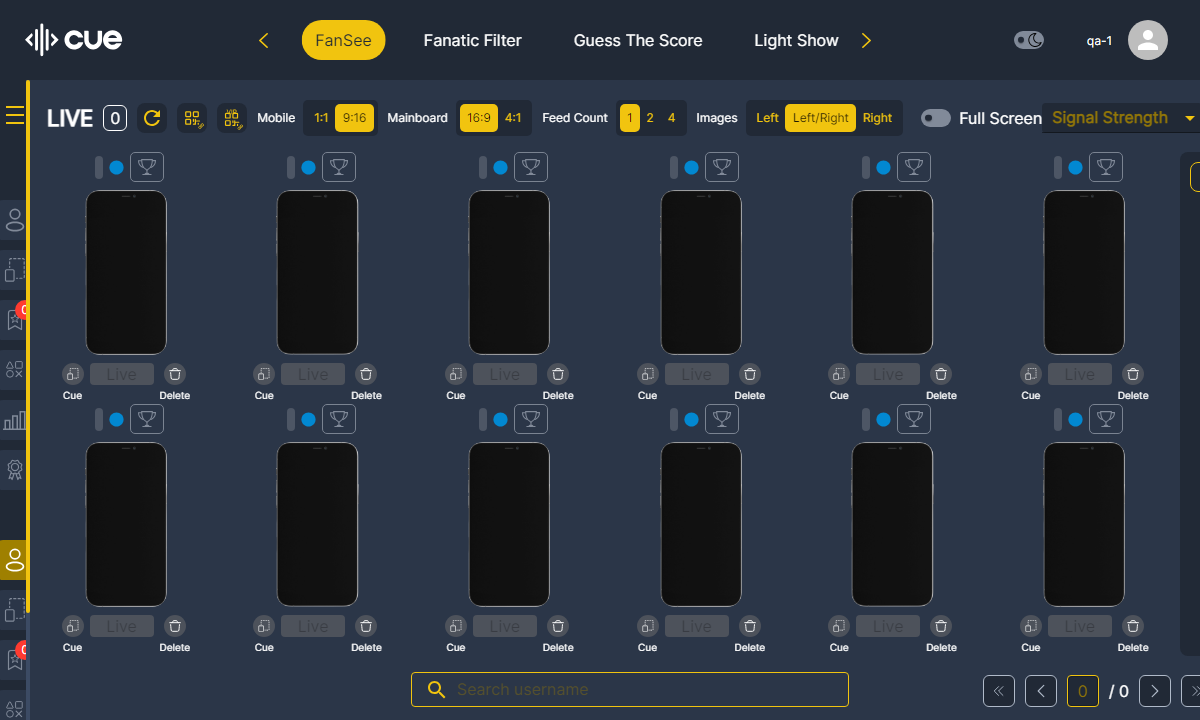 cue
FanSee
Fanatic Filter
Guess The Score
Light Show
qa-1
LIVE 0
Mobile 1:1 9:16
Mainboard 16:9 4:1
Feed Count 1 2 4
Images Left Left/Right Right
Full Screen
Signal Strength
Live Live Live Live Live Live
Cue Delete Cue Delete Cue Delete Cue Delete Cue Delete Cue Delete
Live Live Live Live Live Live
Cue Delete Cue Delete Cue Delete Cue Delete Cue Delete Cue Delete
Search username
0 / 0